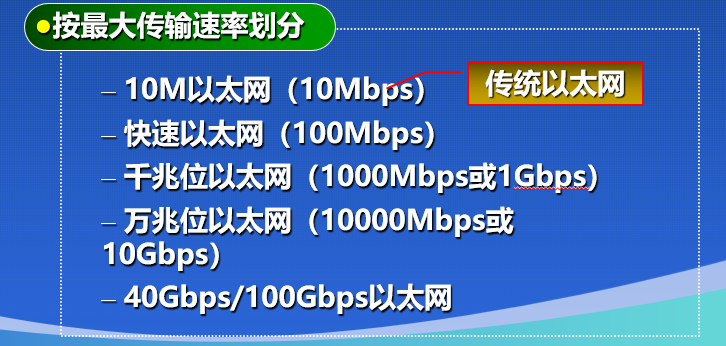 按最大传输速率划分
– 10M以太网（10Mbps）
传统以太网
– 快速以太网（100Mbps）
– 千兆位以太网（1000Mbps或1Gbps）
– 万兆位以太网（10000Mbps或
10Gbps）
– 40Gbps/100Gbps以太网